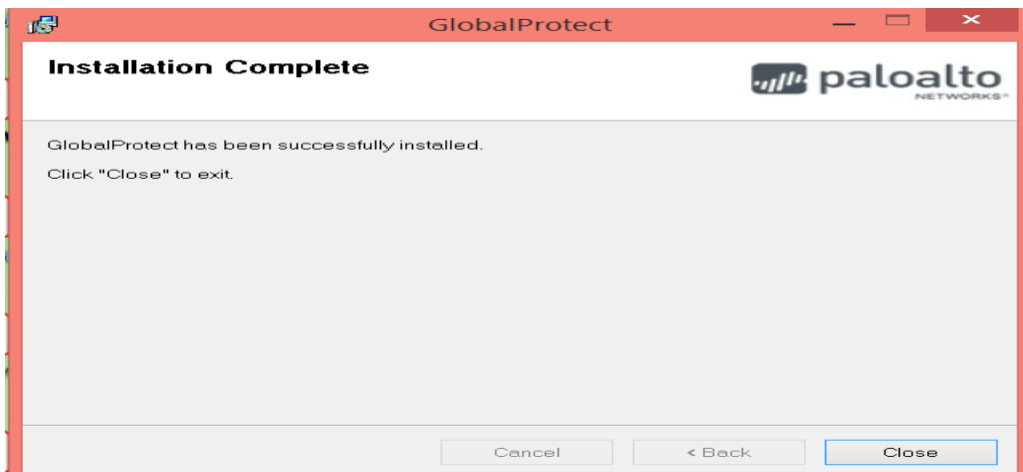 GlobalProtect
Installation Complete
paloalto
NETWORKS
GlobalProtect has been successfully installed.
Click "Close" to exit.
Cancel
< Back
Close